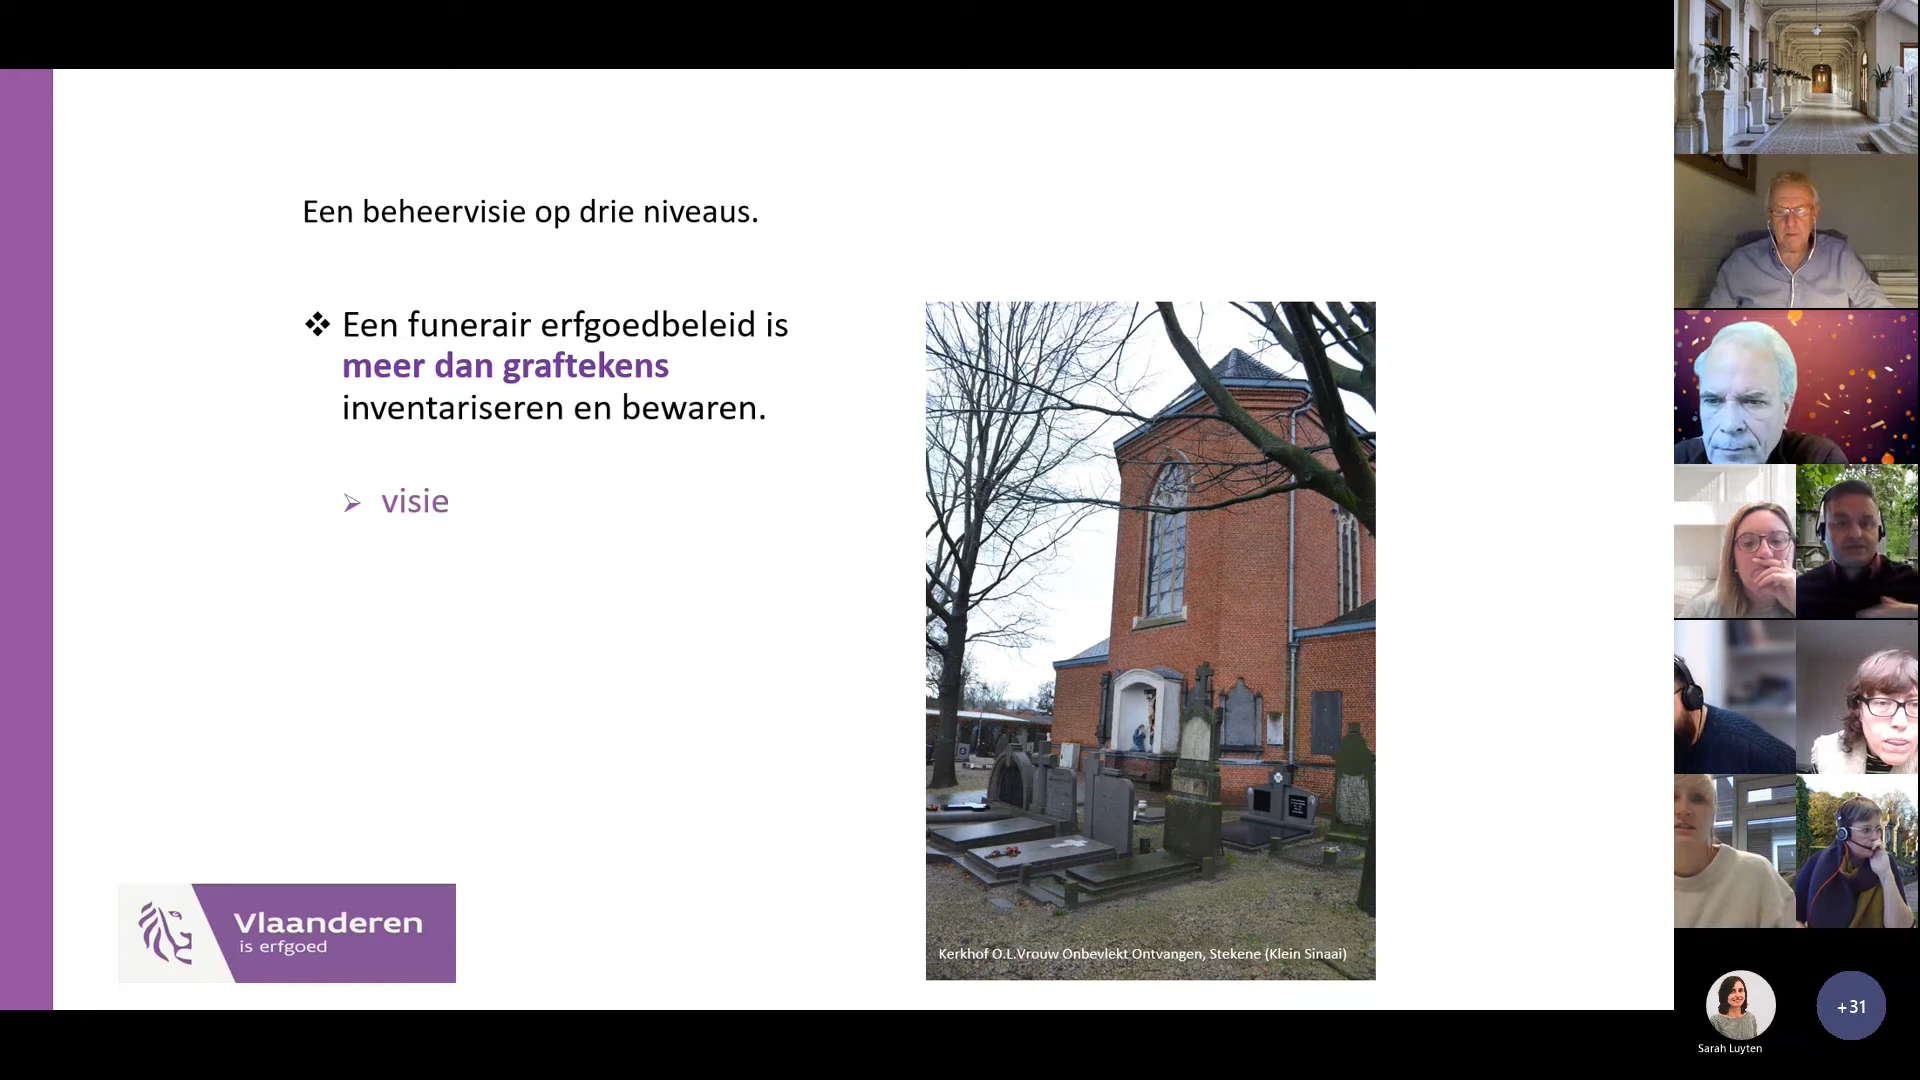 Een beheervisie op drie niveaus.
❖ Een funerair erfgoedbeleid is
meer dan graftekens
inventariseren en bewaren.
➢ visie
Vlaanderen
is erfgoed
Kerkhof O.L.Vrouw Onbevlekt Ontvangen, Stekene (Klein Sinaai)
+31
Sarah Luyten